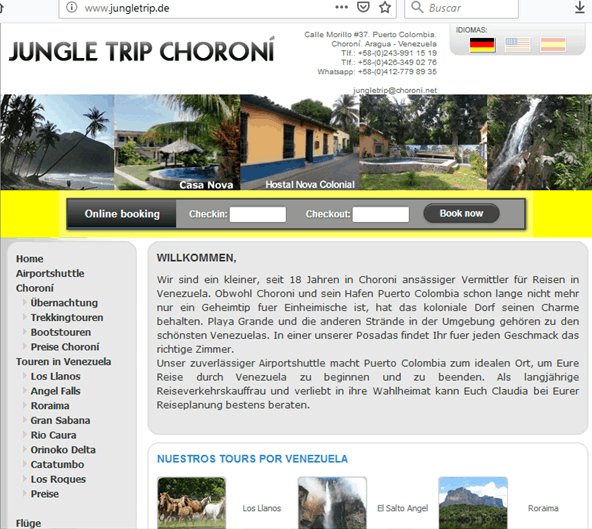 www.jungletrip.de
Buscar
JUNGLE TRIP CHORONÍ
Calle Morillo #37. Puerto Colombia.
Choroní. Aragua - Venezuela
Tlf.: +58-(0)243-991 15 19
Tlf.: +58-(0)426-349 02 76
Whatsapp: +58-(0)412-779 89 35
jungletrip@choroni.net
IDIOMAS:
Casa Nova
Hostal Nova Colonial
Online booking
Checkin:
Checkout:
Book now
Home
Airportshuttle
Choroní
Übernachtung
Trekkingtouren
Bootstouren
Preise Choroní
Touren in Venezuela
Los Llanos
Angel Falls
Roraima
Gran Sabana
Rio Caura
Orinoko Delta
Catatumbo
Los Roques
Preise
Flüge
WILLKOMMEN,
Wir sind ein kleiner, seit 18 Jahren in Choroni ansässiger Vermittler für Reisen in
Venezuela. Obwohl Choroni und sein Hafen Puerto Colombia schon lange nicht mehr
nur ein Geheimtip fuer Einheimische ist, hat das koloniale Dorf seinen Charme
behalten. Playa Grande und die anderen Strände in der Umgebung gehören zu den
schönsten Venezuelas. In einer unserer Posadas findet Ihr fuer jeden Geschmack das
richtige Zimmer.
Unser zuverlässiger Airportshuttle macht Puerto Colombia zum idealen Ort, um Eure
Reise durch Venezuela zu beginnen und zu beenden. Als langjährige
Reiseverkehrskauffrau und verliebt in ihre Wahlheimat kann Euch Claudia bei Eurer
Reiseplanung bestens beraten.
NUESTROS TOURS POR VENEZUELA
Los Llanos
El Salto Angel
Roraima